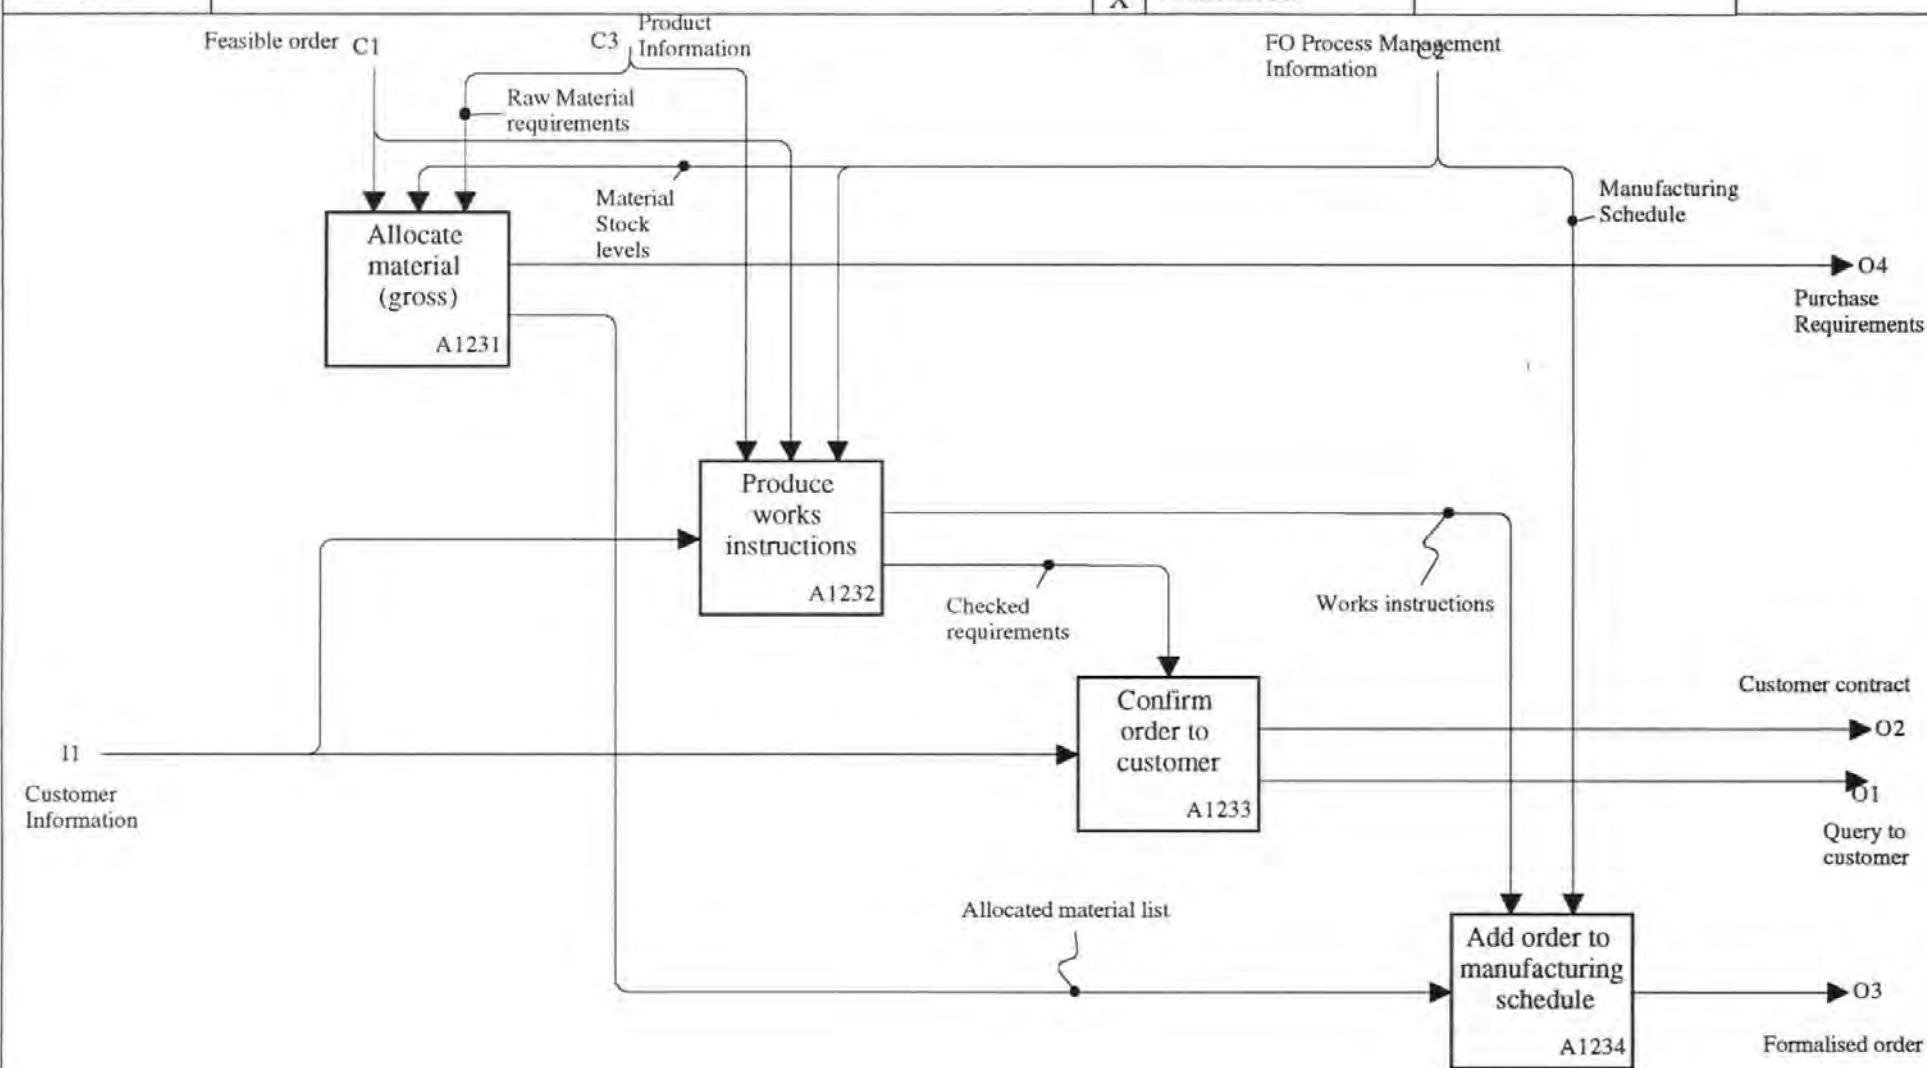 X
Feasible order C1
C3
Product
Information
FO Process Management
Information
C2
Raw Material
requirements
Material
Stock
levels
Manufacturing
Schedule
Allocate
material
(gross)
A1231
O4
Purchase
Requirements
Produce
works
instructions
A1232
Checked
requirements
Works instructions
Customer contract
Confirm
order to
customer
A1233
O2
O1
Query to
customer
I1
Customer
Information
Allocated material list
Add order to
manufacturing
schedule
A1234
O3
Formalised order